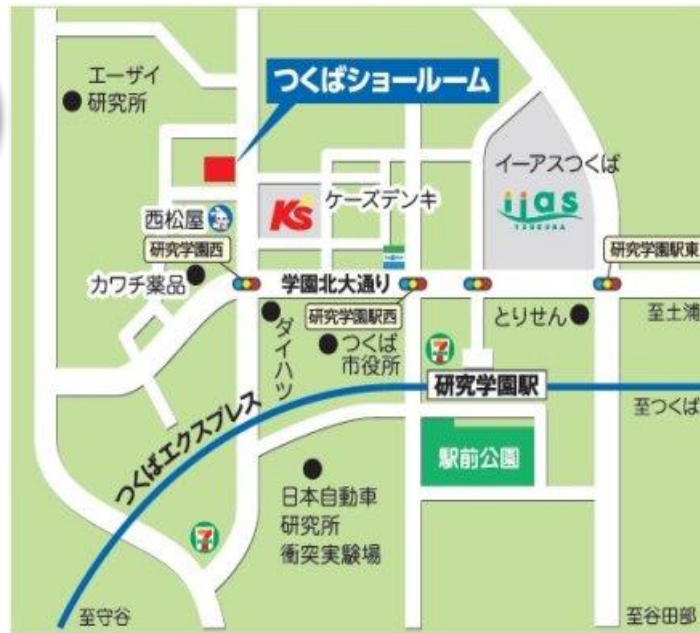 エーザイ
研究所
つくばショールーム
イーアスつくば
iias
TSUKUBA
ケーズデンキ
K's
西松屋
研究学園西
研究学園駅東
カワチ薬品
学園北大通り
研究学園駅西
とりせん
至土浦
ダイハツ
つくば
市役所
7
研究学園駅
至つくば
つくばエクスプレス
駅前公園
日本自動車
研究所
衝突実験場
7
至守谷
至谷田部